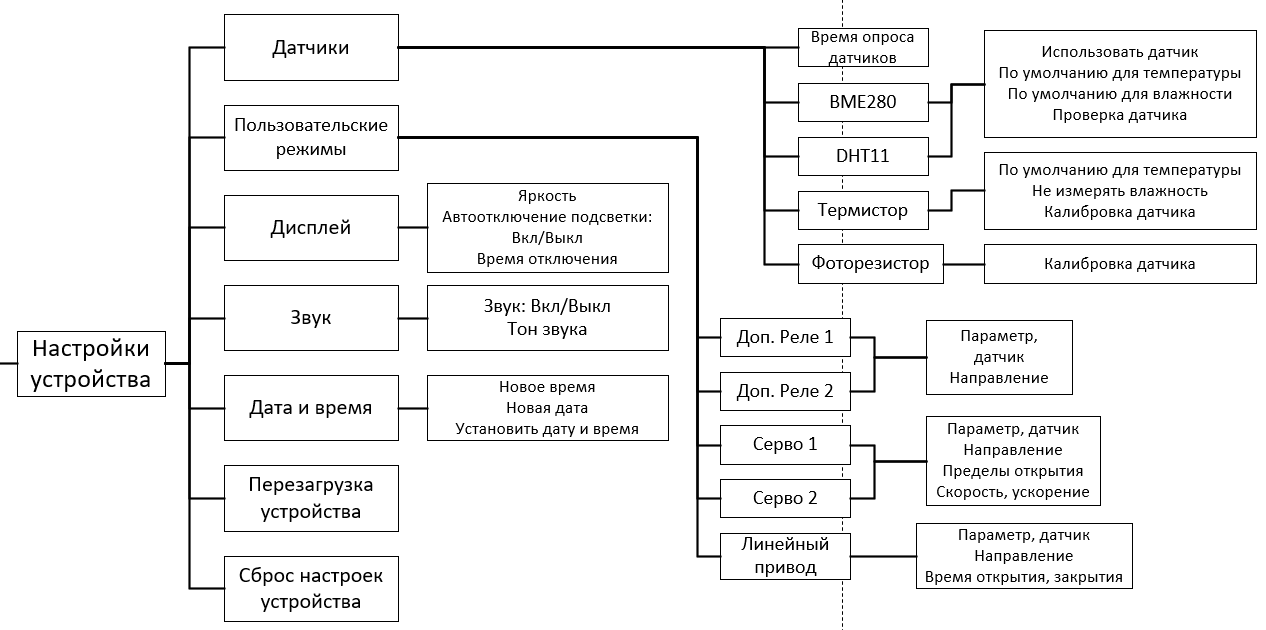 Настройки
устройства
Датчики
Время опроса
датчиков
BME280
DHT11
Использовать датчик
По умолчанию для температуры
По умолчанию для влажности
Проверка датчика
Термистор
По умолчанию для температуры
Не измерять влажность
Калибровка датчика
Фоторезистор
Калибровка датчика
Пользовательские
режимы
Доп. Реле 1
Доп. Реле 2
Параметр,
датчик
Направление
Серво 1
Серво 2
Параметр, датчик
Направление
Пределы открытия
Скорость, ускорение
Линейный
привод
Параметр, датчик
Направление
Время открытия, закрытия
Дисплей
Яркость
Автоотключение подсветки:
Вкл/Выкл
Время отключения
Звук
Звук: Вкл/Выкл
Тон звука
Дата и время
Новое время
Новая дата
Установить дату и время
Перезагрузка
устройства
Сброс настроек
устройства